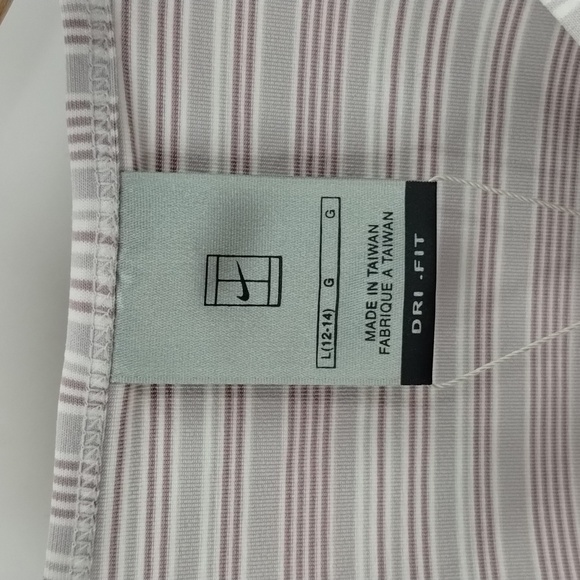 L(12-14) G G
MADE IN TAIWAN
FABRIQUE A TAIWAN
DRI.FIT